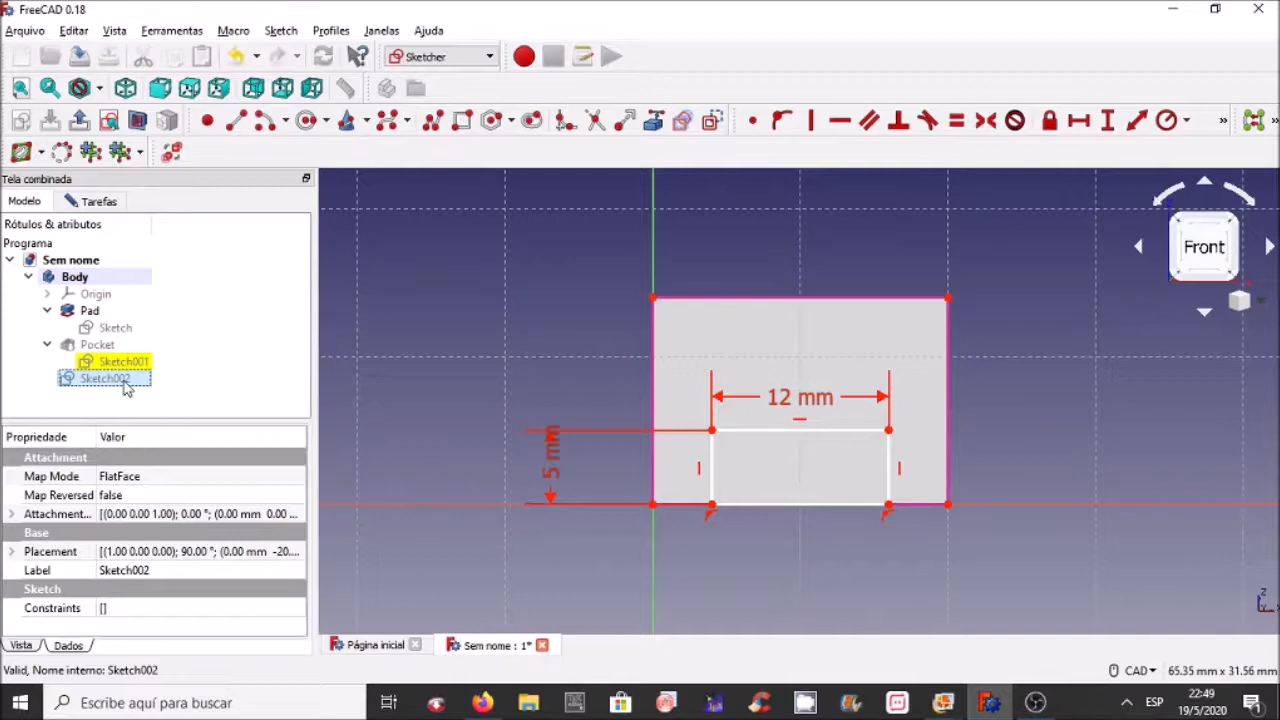 FreeCAD 0.18
Arquivo Editar Vista Ferramentas Macro Sketch Profiles Janelas Ajuda
Sketcher
»
»
Tela combinada
Modelo Tarefas
Rótulos & atributos
Programa
Sem nome
Body
Origin
Pad
Sketch
Pocket
Sketch001
Sketch002
Propriedade Valor
Attachment
Map Mode FlatFace
Map Reversed false
Attachment... [(0.00 0.00 1.00); 0.00 °; (0.00 mm 0.00 ...
Base
Placement [(1.00 0.00 0.00); 90.00 °; (0.00 mm -20....
Label Sketch002
Sketch
Constraints []
Vista Dados
12 mm
5 mm
Front
Z
Página inicial Sem nome : 1*
Valid, Nome interno: Sketch002
CAD 65.35 mm x 31.56 mm
Escribe aquí para buscar
ESP
22:49
19/5/2020
1